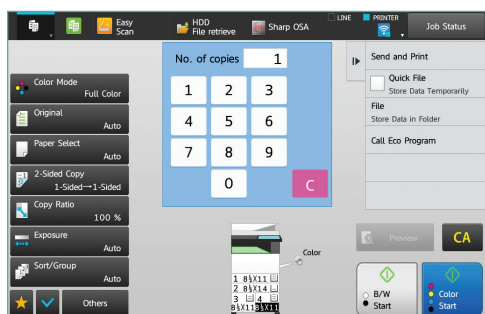 Easy
Scan
HDD
File retrieve
Sharp OSA
LINE
PRINTER
Job Status
No. of copies 1
1 2 3
4 5 6
7 8 9
0 C
Color Mode
Full Color
Original
Auto
Paper Select
Auto
2-Sided Copy
1-Sided→1-Sided
Copy Ratio
100 %
Exposure
Auto
Sort/Group
Auto
Others
Color
1 8½X11
2 8½X14
3 4
8½X11 8½X11
Send and Print
Quick File
Store Data Temporarily
File
Store Data in Folder
Call Eco Program
Preview
CA
B/W
Start
Color
Start